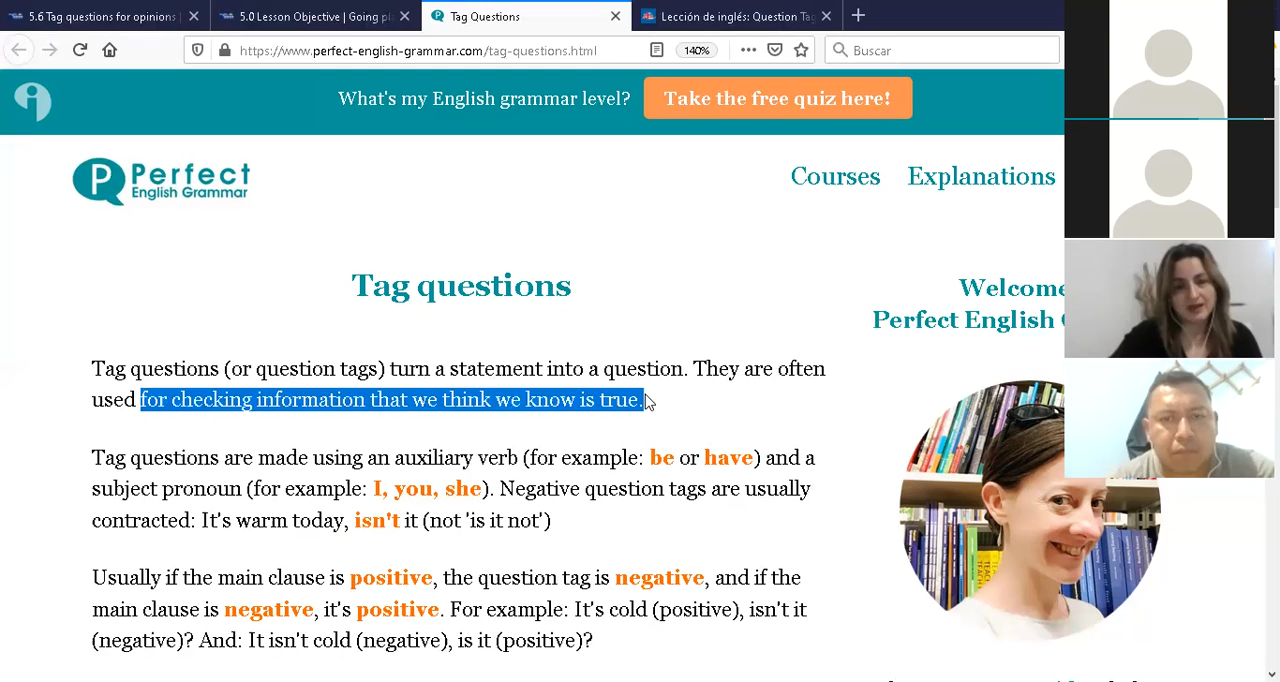 5.6 Tag questions for opinions
5.0 Lesson Objective | Going pl
Tag Questions
Lección de inglés: Question Tag
https://www.perfect-english-grammar.com/tag-questions.html
140%
Buscar
What's my English grammar level?
Take the free quiz here!
Perfect
English Grammar
Courses
Explanations
Tag questions
Welcome
Perfect English
Tag questions (or question tags) turn a statement into a question. They are often
used for checking information that we think we know is true.
Tag questions are made using an auxiliary verb (for example: be or have) and a
subject pronoun (for example: I, you, she). Negative question tags are usually
contracted: It's warm today, isn't it (not 'is it not')
Usually if the main clause is positive, the question tag is negative, and if the
main clause is negative, it's positive. For example: It's cold (positive), isn't it
(negative)? And: It isn't cold (negative), is it (positive)?